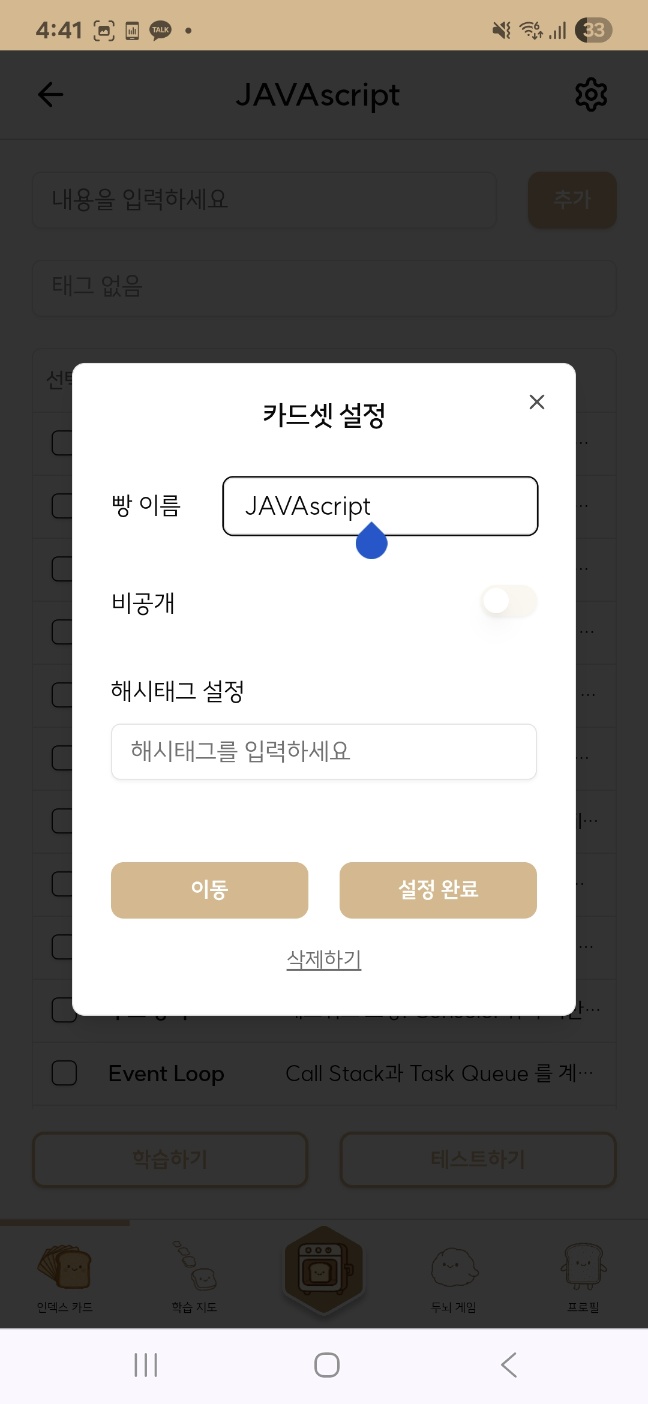 4:41
TALK
33
JAVAscript
내용을 입력하세요
추가
태그 없음
카드셋 설정
빵 이름
JAVAscript
비공개
해시태그 설정
해시태그를 입력하세요
이동
설정 완료
삭제하기
Event Loop
Call Stack과 Task Queue 를 계…
학습하기
테스트하기
인덱스 카드
학습 지도
두뇌 게임
프로필